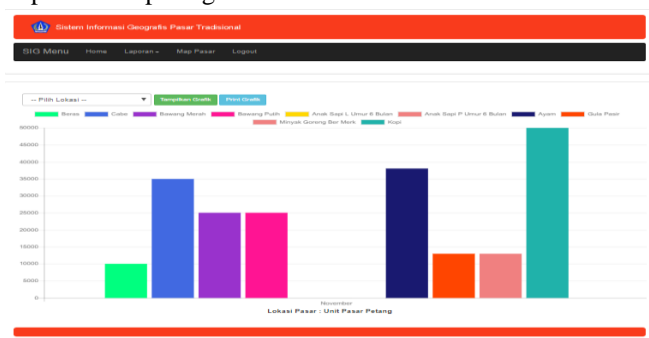 Sistem Informasi Geografis Pasar Tradisional
SIG Menu Home Laporan Map Pasar Logout
-- Pilih Lokasi -- Tampilkan Grafik Print Grafik
Beras Cabe Bawang Merah Bawang Putih Anak Sapi L Umur 6 Bulan Anak Sapi P Umur 6 Bulan Ayam Gula Pasir
Minyak Goreng Ber Merk Kopi
50000
45000
40000
35000
30000
25000
20000
15000
10000
5000
0
November
Lokasi Pasar : Unit Pasar Petang